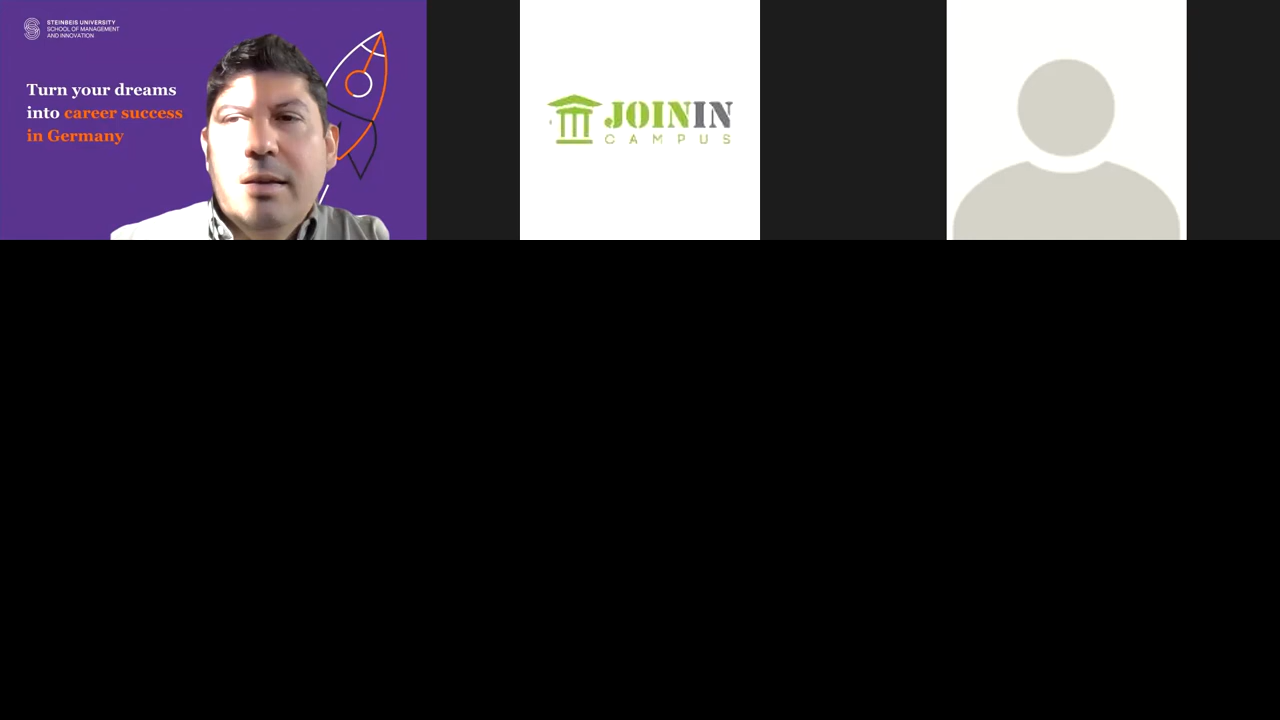 STEINBEIS UNIVERSITY
SCHOOL OF MANAGEMENT
AND INNOVATION
Turn your dreams
into career success
in Germany
JOININ
CAMPUS